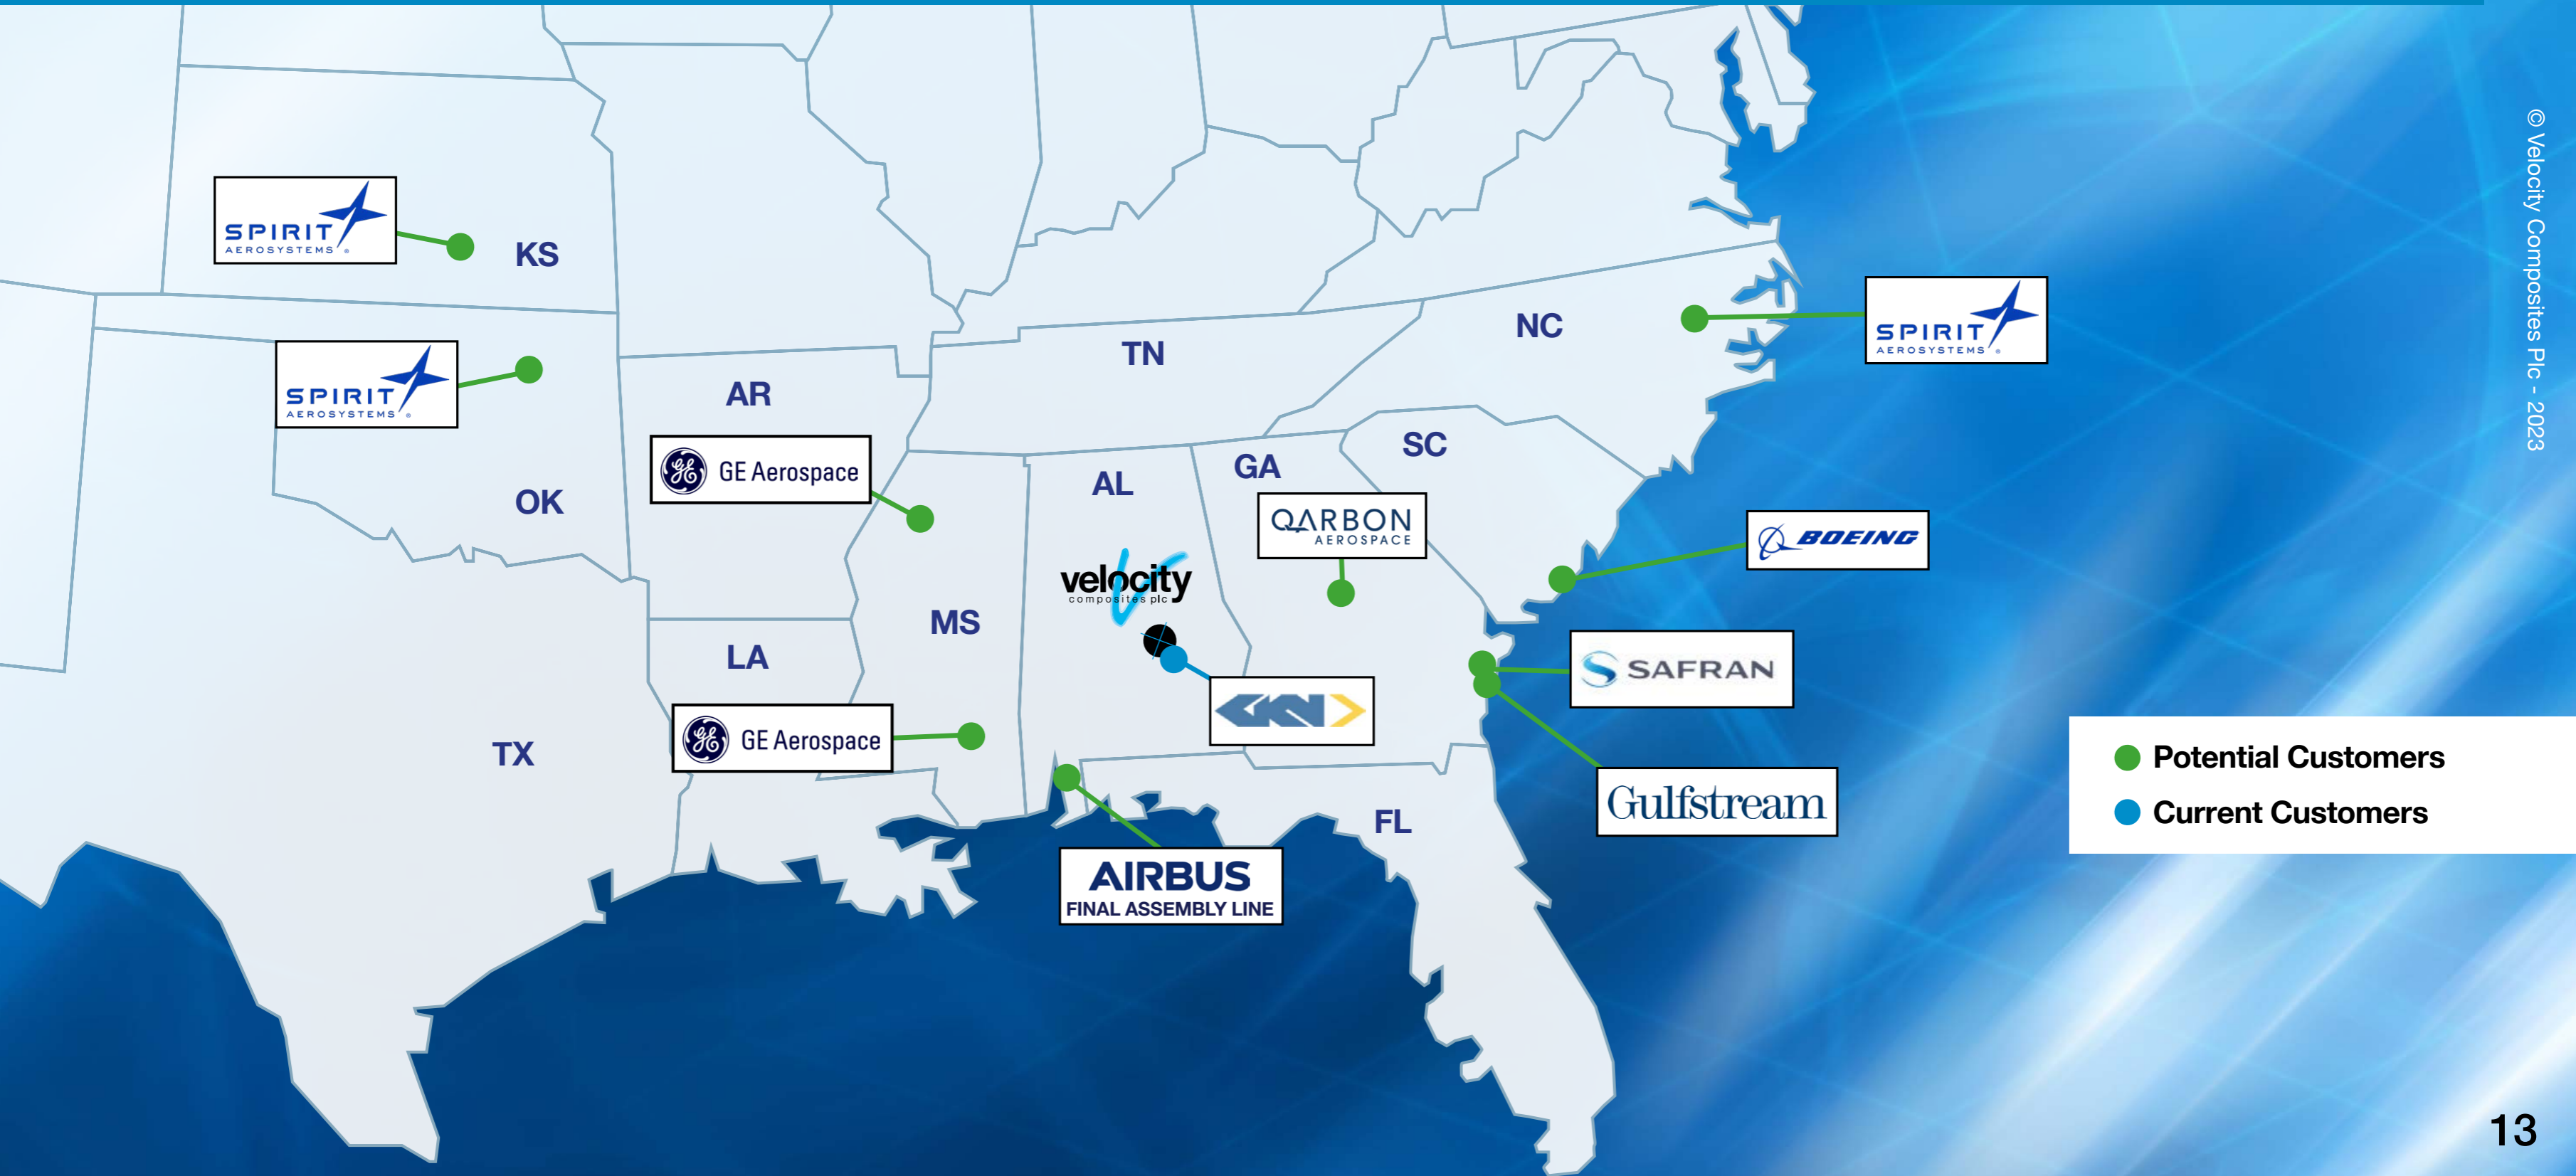 © Velocity Composites Plc - 2023
SPIRIT
AEROSYSTEMS ®
KS
SPIRIT
AEROSYSTEMS ®
NC
SPIRIT
AEROSYSTEMS ®
TN
AR
GE Aerospace
OK
AL
GA
SC
QARBON
AEROSPACE
BOEING
velocity
composites plc
MS
LA
SAFRAN
GKN
GE Aerospace
TX
Gulfstream
FL
AIRBUS
FINAL ASSEMBLY LINE
Potential Customers
Current Customers
13